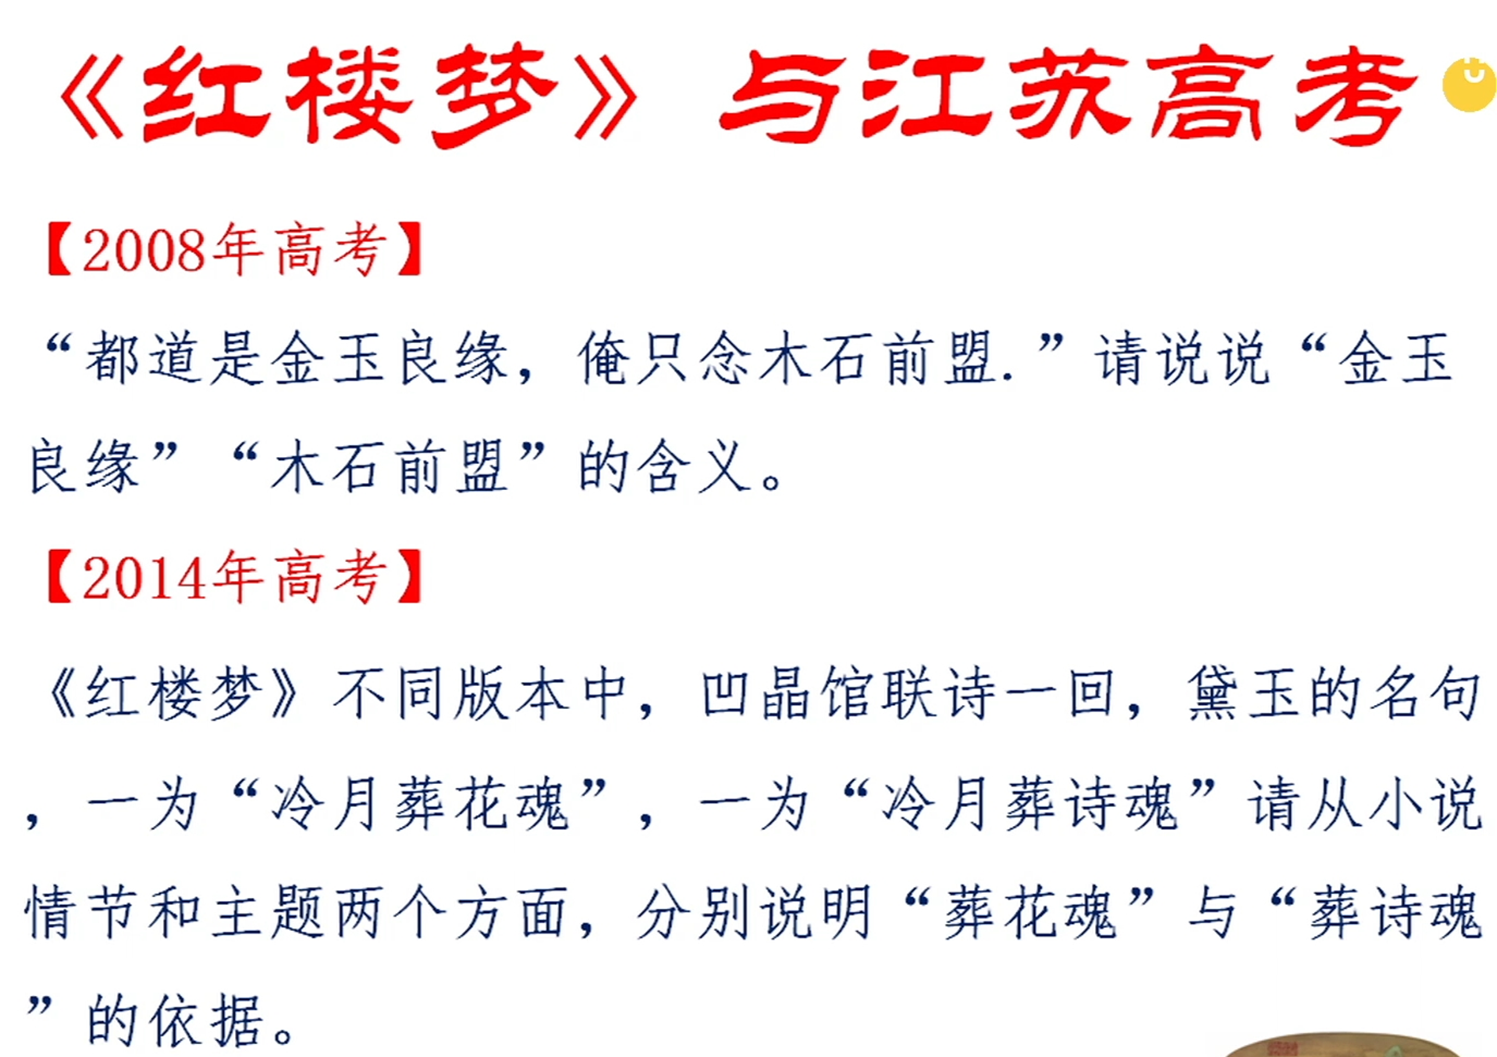 《红楼梦》与江苏高考
【2008年高考】
“都道是金玉良缘，俺只念木石前盟.”请说说“金玉
良缘”“木石前盟”的含义。
【2014年高考】
《红楼梦》不同版本中，凹晶馆联诗一回，黛玉的名句
，一为“冷月葬花魂”，一为“冷月葬诗魂”请从小说
情节和主题两个方面，分别说明“葬花魂”与“葬诗魂
”的依据。